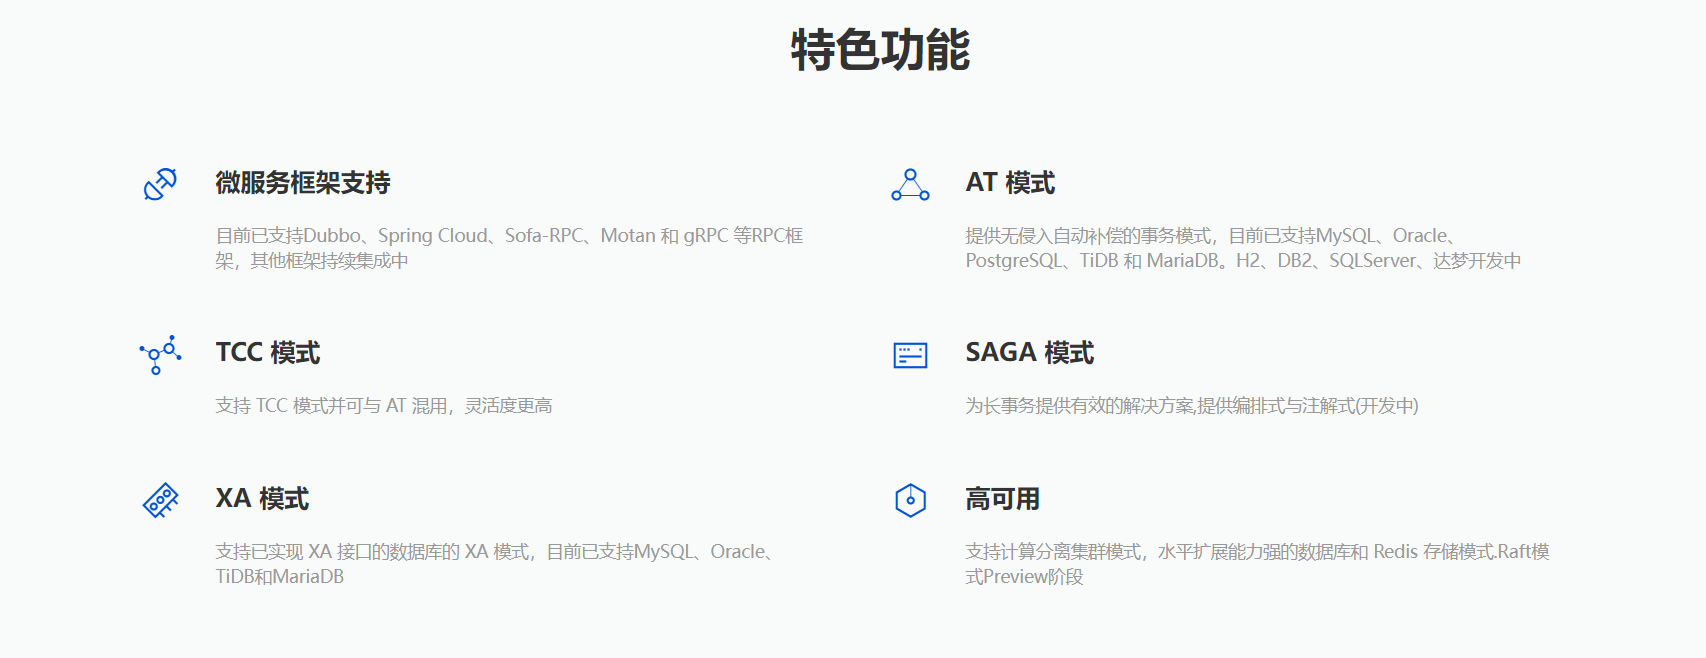 特色功能
微服务框架支持
目前已支持Dubbo、Spring Cloud、Sofa-RPC、Motan 和 gRPC 等RPC框
架，其他框架持续集成中
AT 模式
提供无侵入自动补偿的事务模式，目前已支持MySQL、Oracle、
PostgreSQL、TiDB 和 MariaDB。H2、DB2、SQLServer、达梦开发中
TCC 模式
支持 TCC 模式并可与 AT 混用，灵活度更高
SAGA 模式
为长事务提供有效的解决方案,提供编排式与注解式(开发中)
XA 模式
支持已实现 XA 接口的数据库的 XA 模式，目前已支持MySQL、Oracle、
TiDB和MariaDB
高可用
支持计算分离集群模式，水平扩展能力强的数据库和 Redis 存储模式.Raft模
式Preview阶段